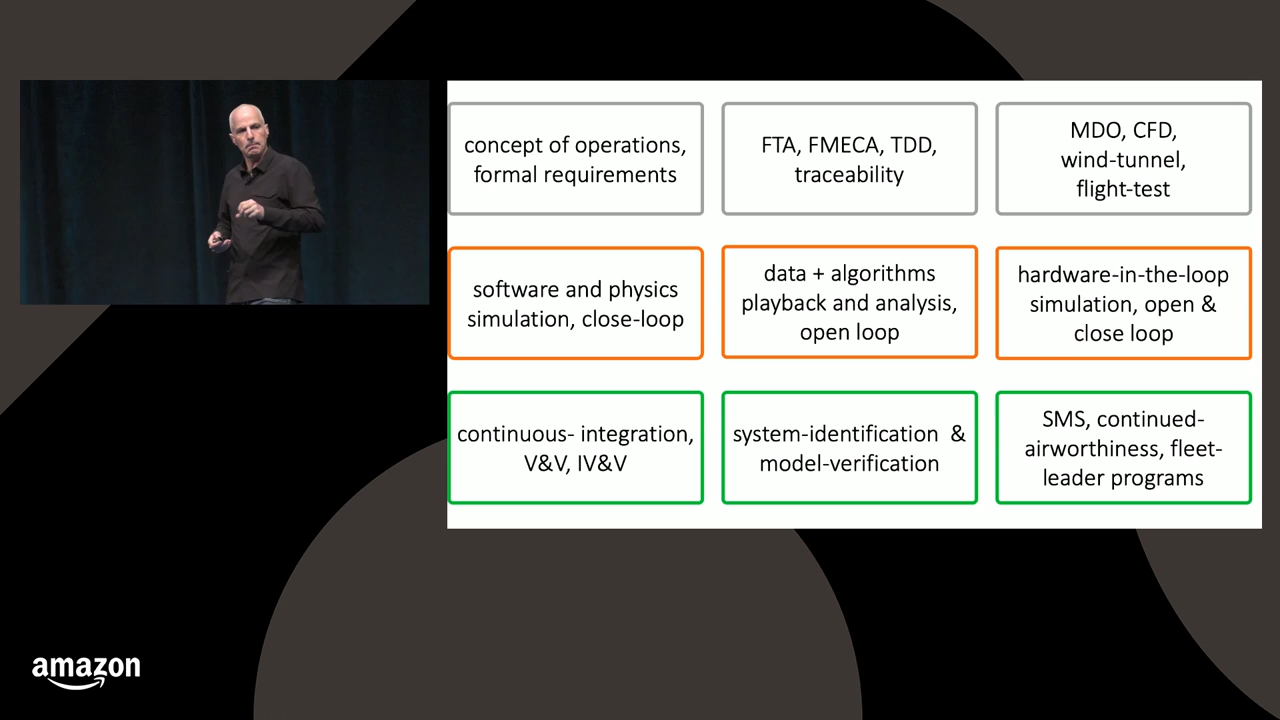 concept of operations,
formal requirements
FTA, FMECA, TDD,
traceability
MDO, CFD,
wind-tunnel,
flight-test
software and physics
simulation, close-loop
data + algorithms
playback and analysis,
open loop
hardware-in-the-loop
simulation, open &
close loop
continuous- integration,
V&V, IV&V
system-identification &
model-verification
SMS, continued-
airworthiness, fleet-
leader programs
amazon